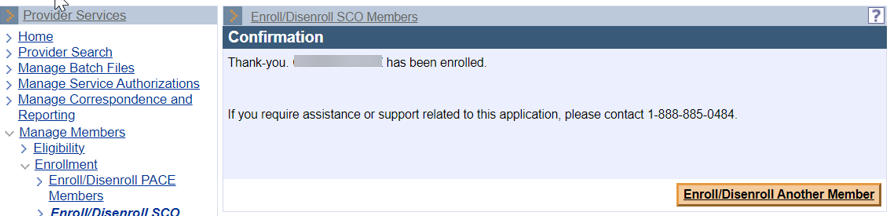 Provider Services
Home
Provider Search
Manage Batch Files
Manage Service Authorizations
Manage Correspondence and
Reporting
Manage Members
Eligibility
Enrollment
Enroll/Disenroll PACE
Members
Enroll/Disenroll SCO
Enroll/Disenroll SCO Members
?
Confirmation
Thank-you. has been enrolled.
If you require assistance or support related to this application, please contact 1-888-885-0484.
Enroll/Disenroll Another Member